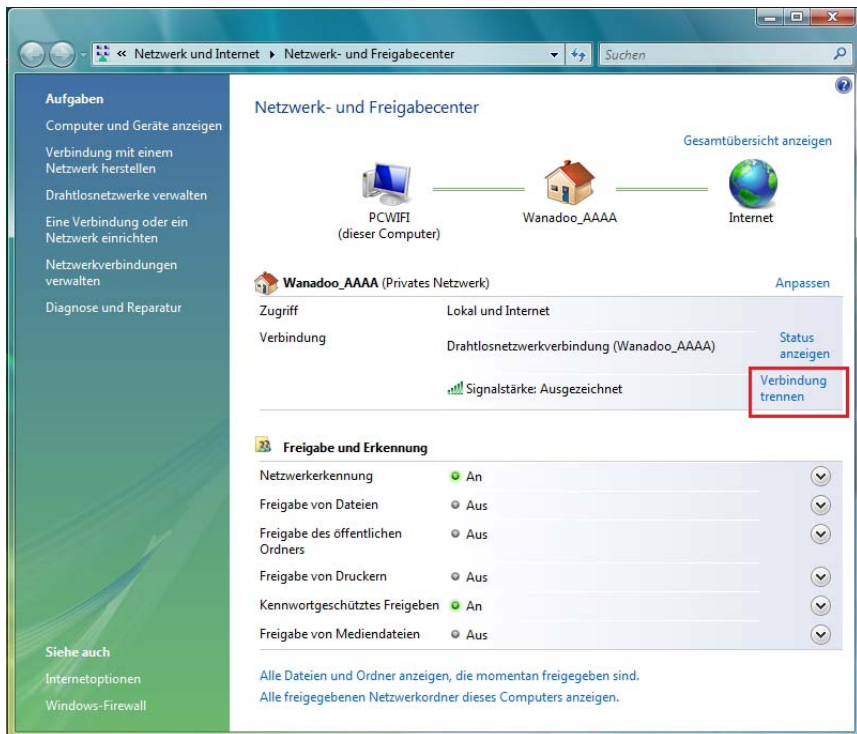 « Netzwerk und Internet ▸ Netzwerk- und Freigabecenter
Suchen
Aufgaben
Computer und Geräte anzeigen
Verbindung mit einem
Netzwerk herstellen
Drahtlosnetzwerke verwalten
Eine Verbindung oder ein
Netzwerk einrichten
Netzwerkverbindungen
verwalten
Diagnose und Reparatur
Siehe auch
Internetoptionen
Windows-Firewall
Netzwerk- und Freigabecenter
Gesamtübersicht anzeigen
PCWIFI
(dieser Computer)
Wanadoo_AAAA
Internet
Wanadoo_AAAA (Privates Netzwerk)
Anpassen
Zugriff
Lokal und Internet
Verbindung
Drahtlosnetzwerkverbindung (Wanadoo_AAAA)
Status
anzeigen
Signalstärke: Ausgezeichnet
Verbindung
trennen
Freigabe und Erkennung
Netzwerkerkennung
An
Freigabe von Dateien
Aus
Freigabe des öffentlichen
Ordners
Aus
Freigabe von Druckern
Aus
Kennwortgeschütztes Freigeben
An
Freigabe von Mediendateien
Aus
Alle Dateien und Ordner anzeigen, die momentan freigegeben sind.
Alle freigegebenen Netzwerkordner dieses Computers anzeigen.